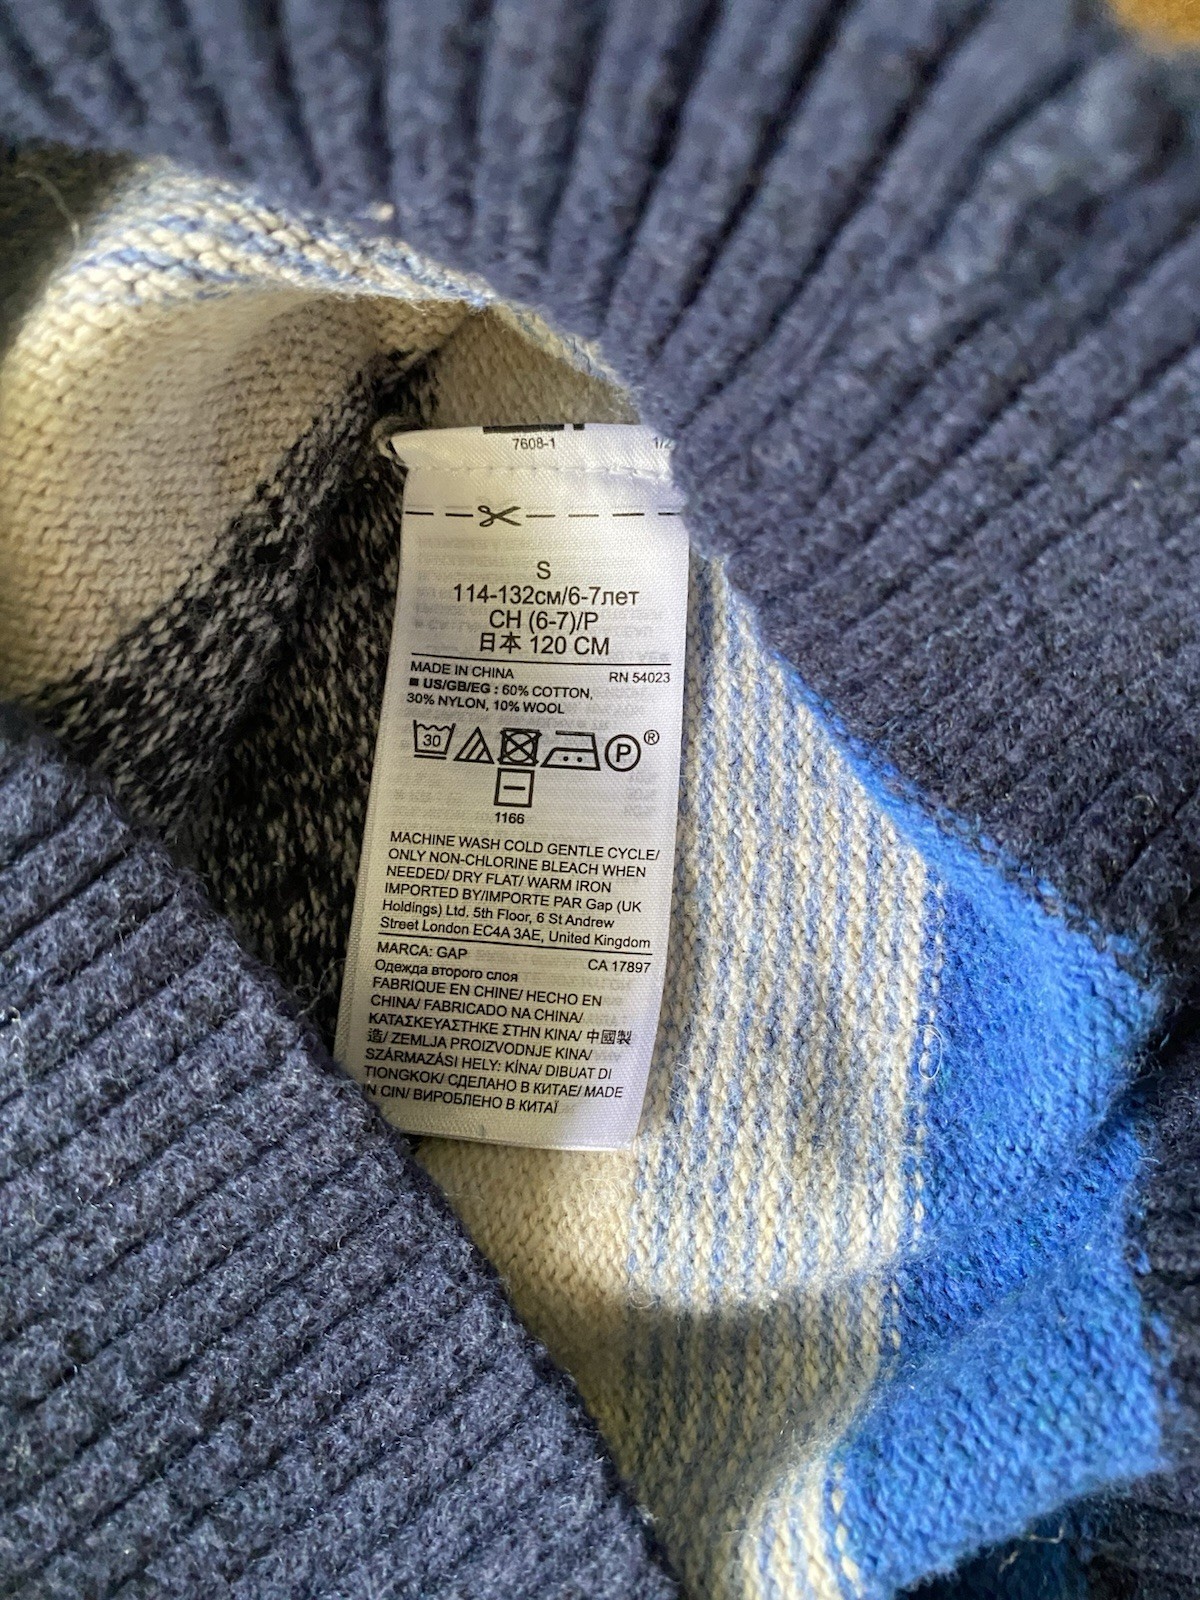 7608-1 1/2
S
114-132см/6-7лет
CH (6-7)/P
日本 120 CM
MADE IN CHINA RN 54023
■ US/GB/EG : 60% COTTON,
30% NYLON, 10% WOOL
30 P ®
1166
MACHINE WASH COLD GENTLE CYCLE/
ONLY NON-CHLORINE BLEACH WHEN
NEEDED/ DRY FLAT/ WARM IRON
IMPORTED BY/IMPORTE PAR Gap (UK
Holdings) Ltd. 5th Floor, 6 St Andrew
Street London EC4A 3AE, United Kingdom
MARCA: GAP CA 17897
Одежда второго слоя
FABRIQUE EN CHINE/ HECHO EN
CHINA/ FABRICADO NA CHINA/
ΚΑΤΑΣΚΕΥΑΣΤΗΚΕ ΣΤΗΝ ΚΙΝΑ/ 中國製
造/ ZEMLJA PROIZVODNJE KINA/
SZÁRMAZÁSI HELY: KÍNA/ DIBUAT DI
TIONGKOK/ СДЕЛАНО В КИТАЕ/ MADE
IN CIN/ ВИРОБЛЕНО В КИТАЇ